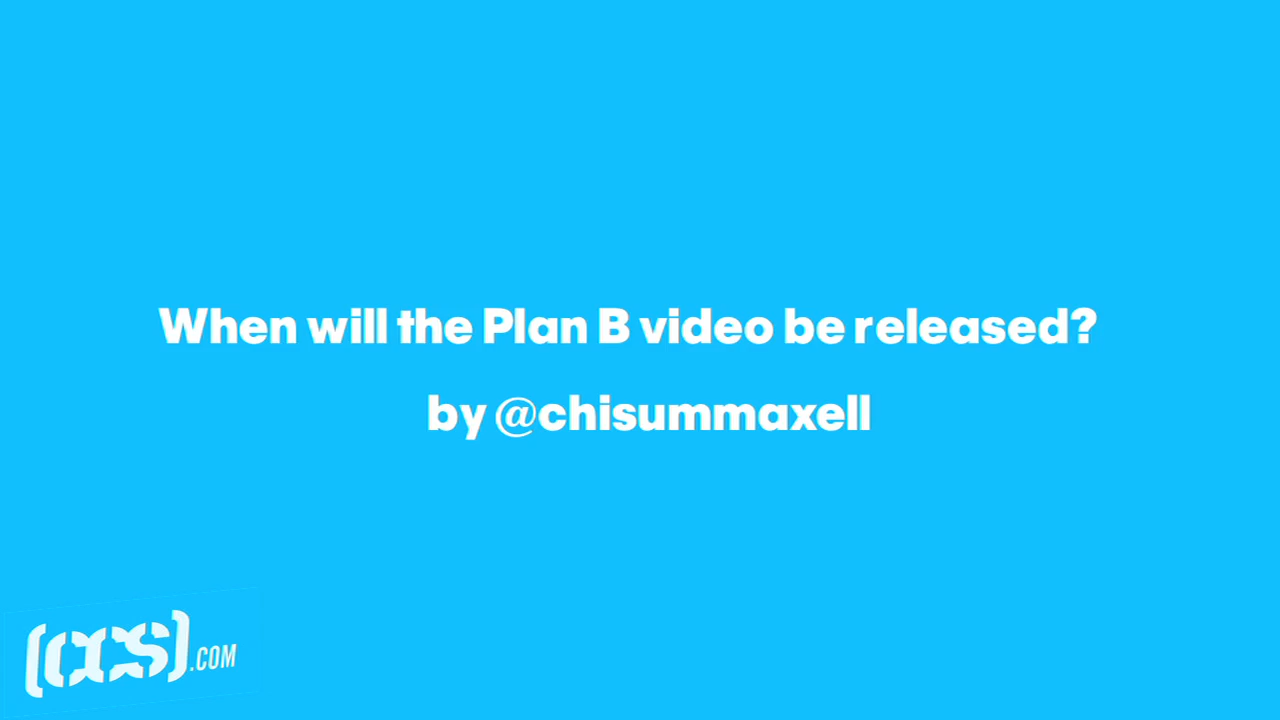 When will the Plan B video be released?
by @chisummaxell
(ccs).COM